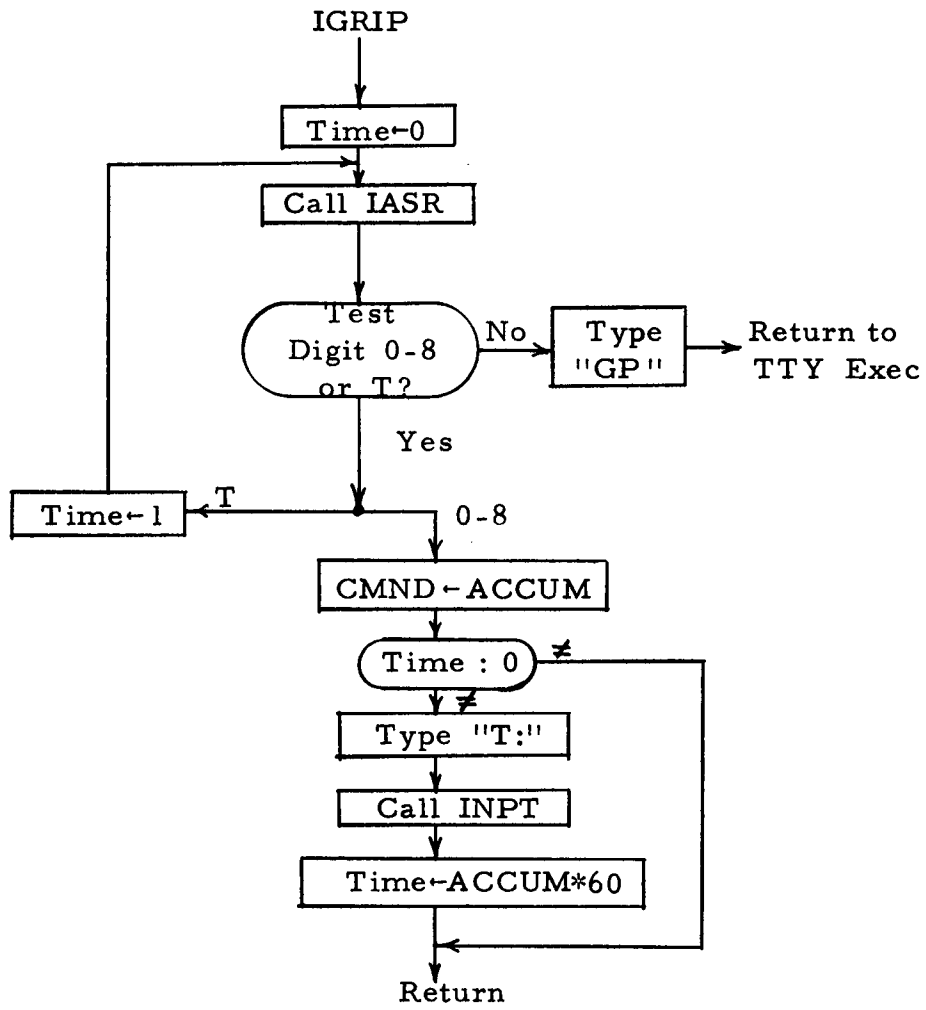 IGRIP
Time←0
Call IASR
Test
Digit 0-8
or T?
No
Type
"GP"
Return to
TTY Exec
Yes
T
Time←1
0-8
CMND←ACCUM
Time : 0
≠
≠
Type "T:"
Call INPT
Time←ACCUM*60
Return